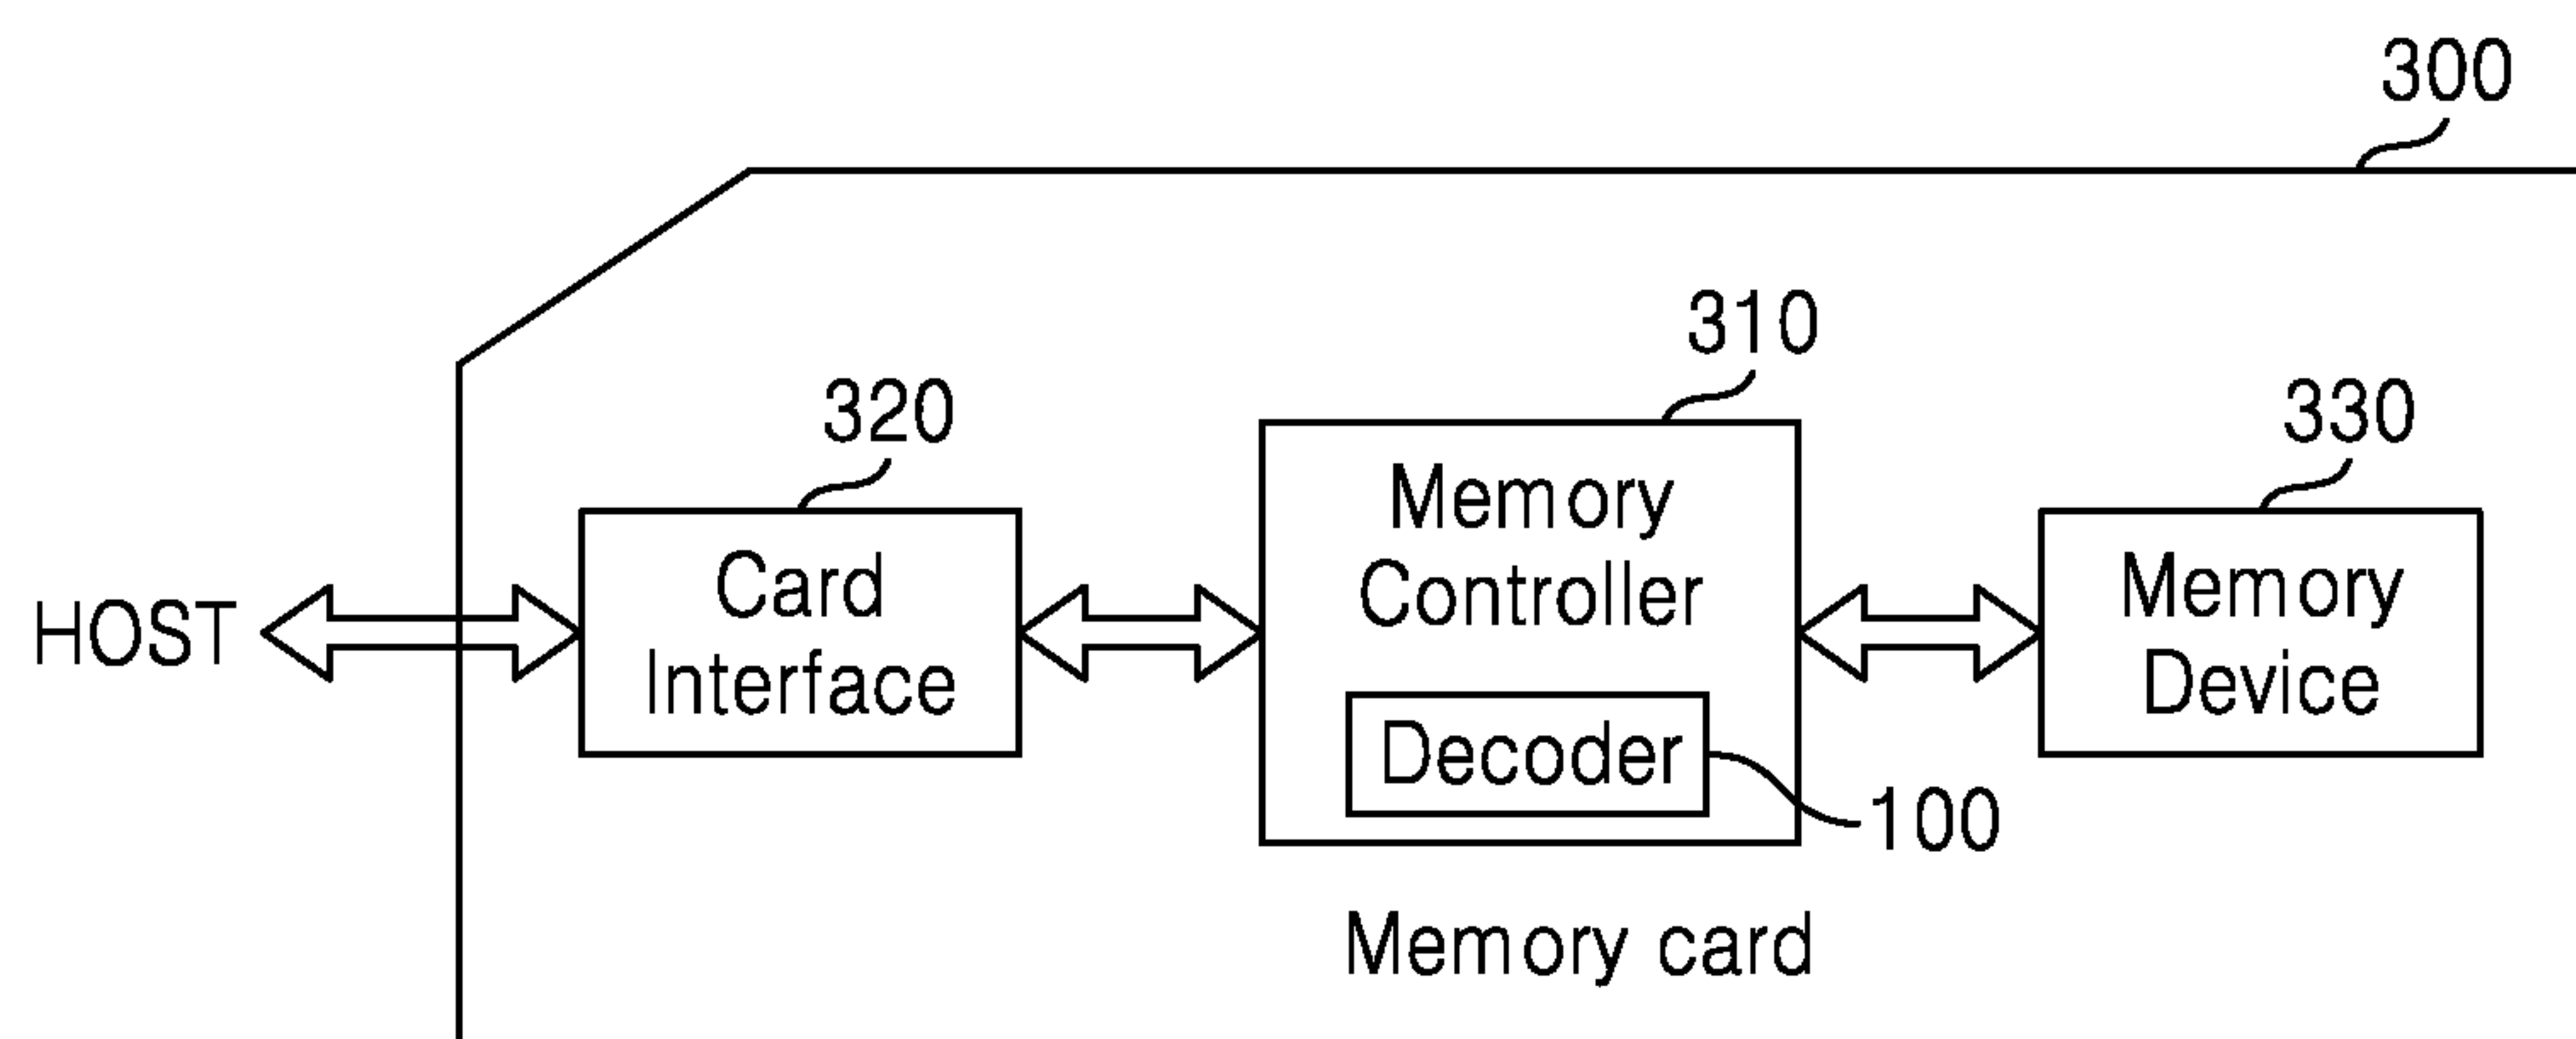 300
310
320
330
Memory
Controller
Card
Interface
Memory
Device
HOST
Decoder
100
Memory card